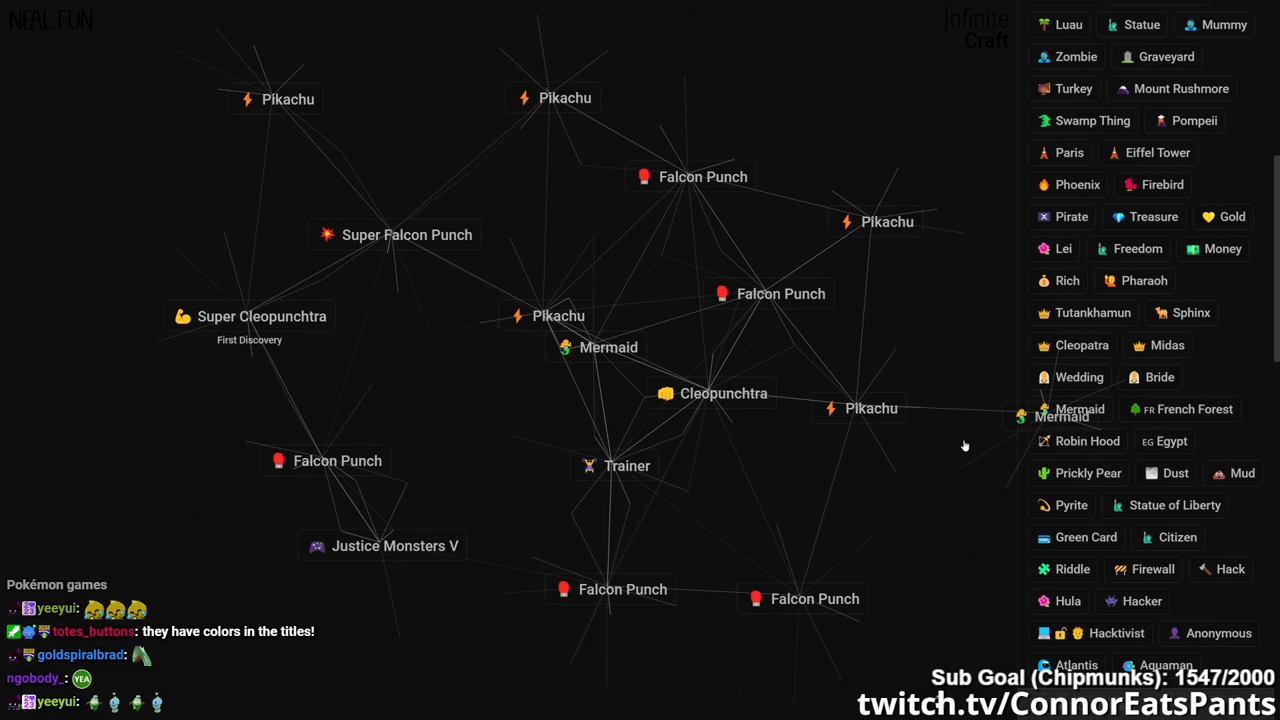 NEAL.FUN
Infinite
Craft
Pikachu
Pikachu
Falcon Punch
Pikachu
Super Falcon Punch
Falcon Punch
Super Cleopunchtra
First Discovery
Pikachu
Mermaid
Cleopunchtra
Pikachu
Mermaid
Falcon Punch
Trainer
Justice Monsters V
Falcon Punch
Falcon Punch
Luau Statue Mummy
Zombie Graveyard
Turkey Mount Rushmore
Swamp Thing Pompeii
Paris Eiffel Tower
Phoenix Firebird
Pirate Treasure Gold
Lei Freedom Money
Rich Pharaoh
Tutankhamun Sphinx
Cleopatra Midas
Wedding Bride
Mermaid FR French Forest
Robin Hood EG Egypt
Prickly Pear Dust Mud
Pyrite Statue of Liberty
Green Card Citizen
Riddle Firewall Hack
Hula Hacker
Hacktivist Anonymous
Atlantis Aquaman
Pokémon games
yeeyui:
totes_buttons: they have colors in the titles!
goldspiralbrad:
ngobody_: YEA
yeeyui:
Sub Goal (Chipmunks): 1547/2000
twitch.tv/ConnorEatsPants